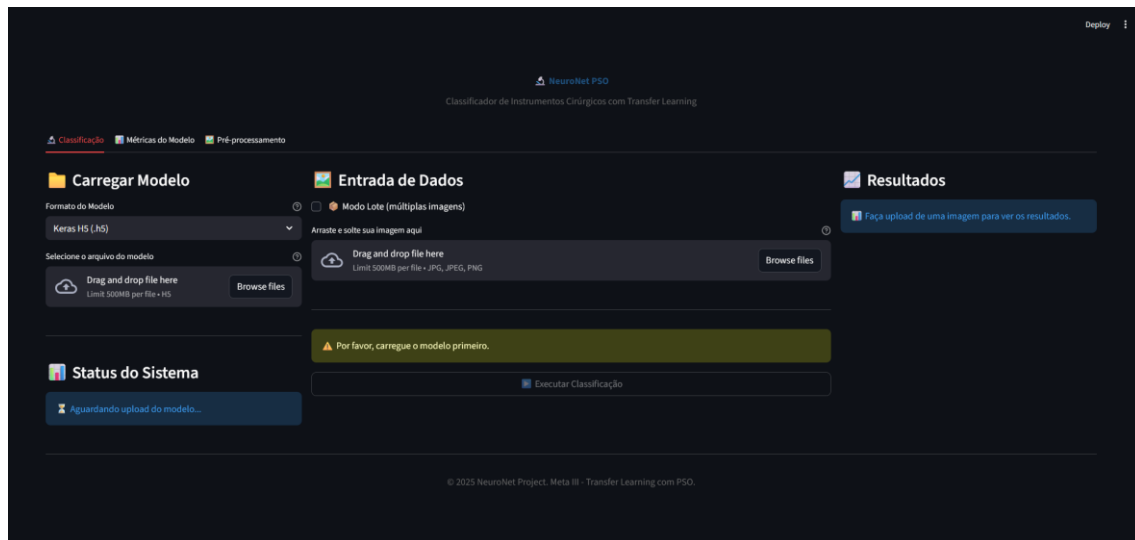 Deploy
NeuroNet PSO
Classificador de Instrumentos Cirúrgicos com Transfer Learning
Classificação
Métricas do Modelo
Pré-processamento
Carregar Modelo
Formato do Modelo
Keras H5 (.h5)
Selecione o arquivo do modelo
Drag and drop file here
Limit 500MB per file • H5
Browse files
Status do Sistema
Aguardando upload do modelo...
Entrada de Dados
Modo Lote (múltiplas imagens)
Arraste e solte sua imagem aqui
Drag and drop file here
Limit 500MB per file • JPG, JPEG, PNG
Browse files
Por favor, carregue o modelo primeiro.
Executar Classificação
Resultados
Faça upload de uma imagem para ver os resultados.
© 2025 NeuroNet Project. Meta III - Transfer Learning com PSO.